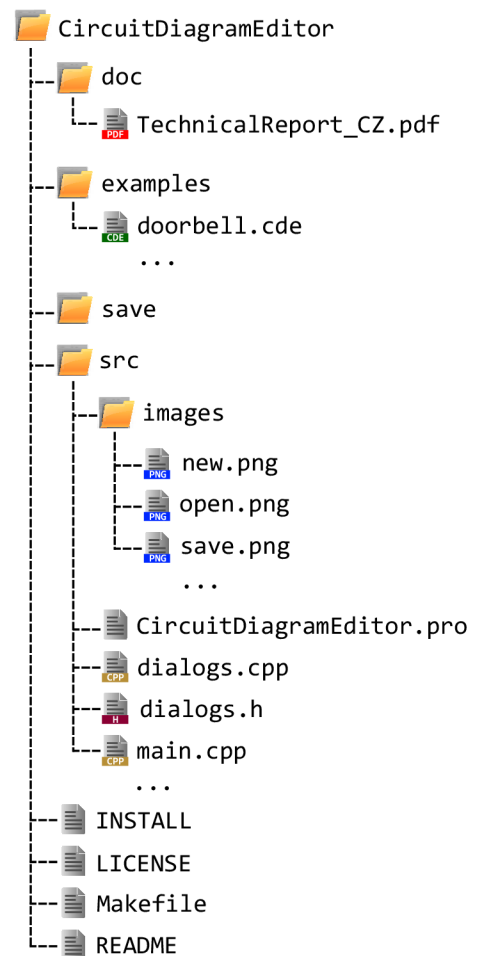 CircuitDiagramEditor
doc
PDF TechnicalReport_CZ.pdf
examples
CDE doorbell.cde
...
save
src
images
PNG new.png
PNG open.png
PNG save.png
...
CircuitDiagramEditor.pro
CPP dialogs.cpp
H dialogs.h
CPP main.cpp
...
INSTALL
LICENSE
Makefile
README